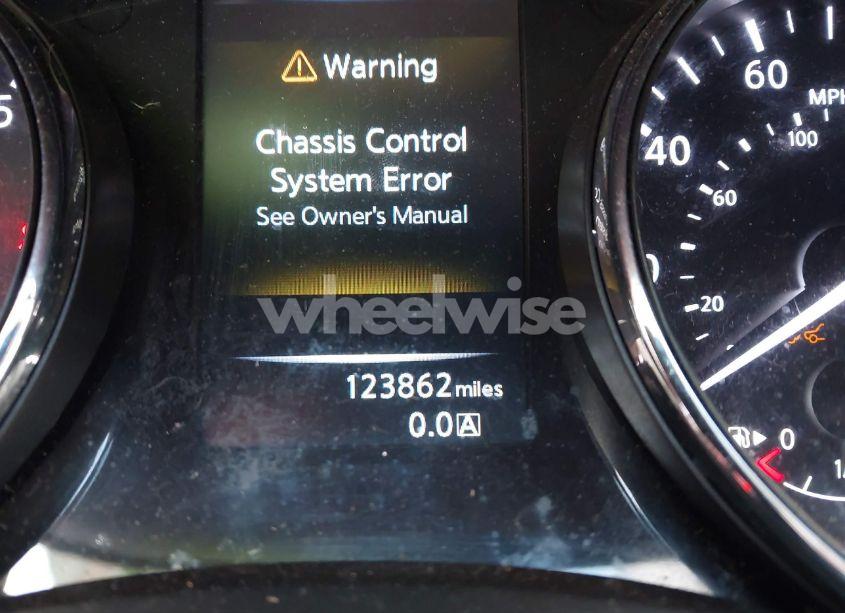 Warning
Chassis Control
System Error
See Owner's Manual
wheelwise
123862 miles
0.0 A
5
60
MPH
40
100
60
20
0